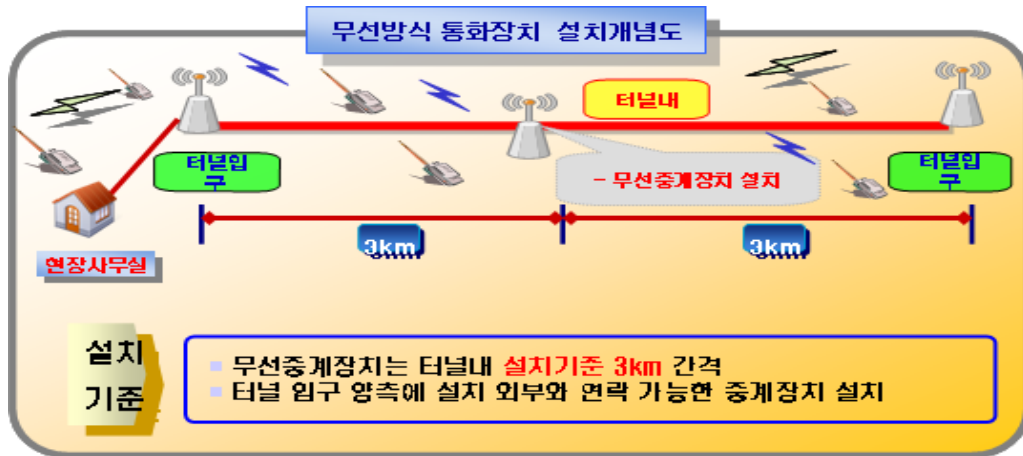 무선방식 통화장치 설치개념도
터널내
터널입
구
터널입
구
- 무선중계장치 설치
3km
3km
현장사무실
설치
기준
무선중계장치는 터널내 설치기준 3km 간격
터널 입구 양측에 설치 외부와 연락 가능한 중계장치 설치